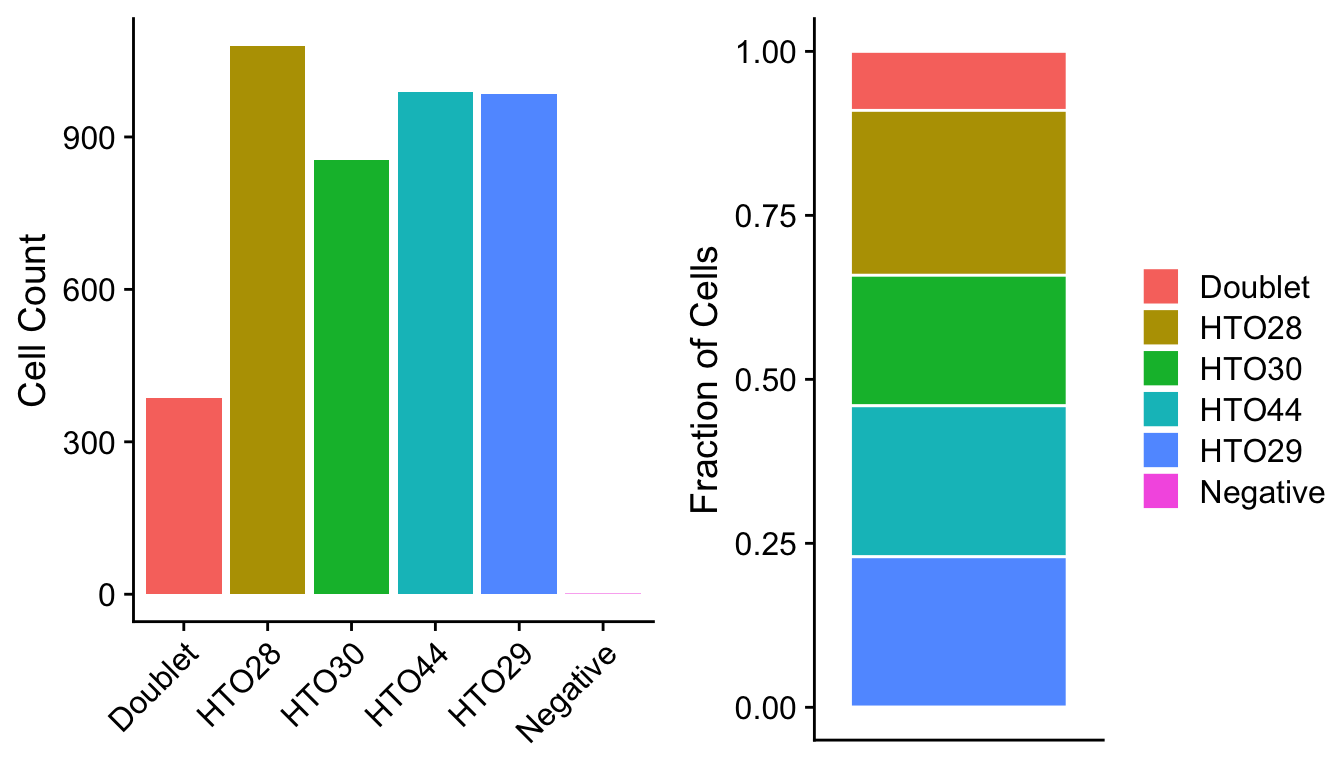 Cell Count
900
600
300
0
Doublet
HTO28
HTO30
HTO44
HTO29
Negative
Fraction of Cells
1.00
0.75
0.50
0.25
0.00
Doublet
HTO28
HTO30
HTO44
HTO29
Negative